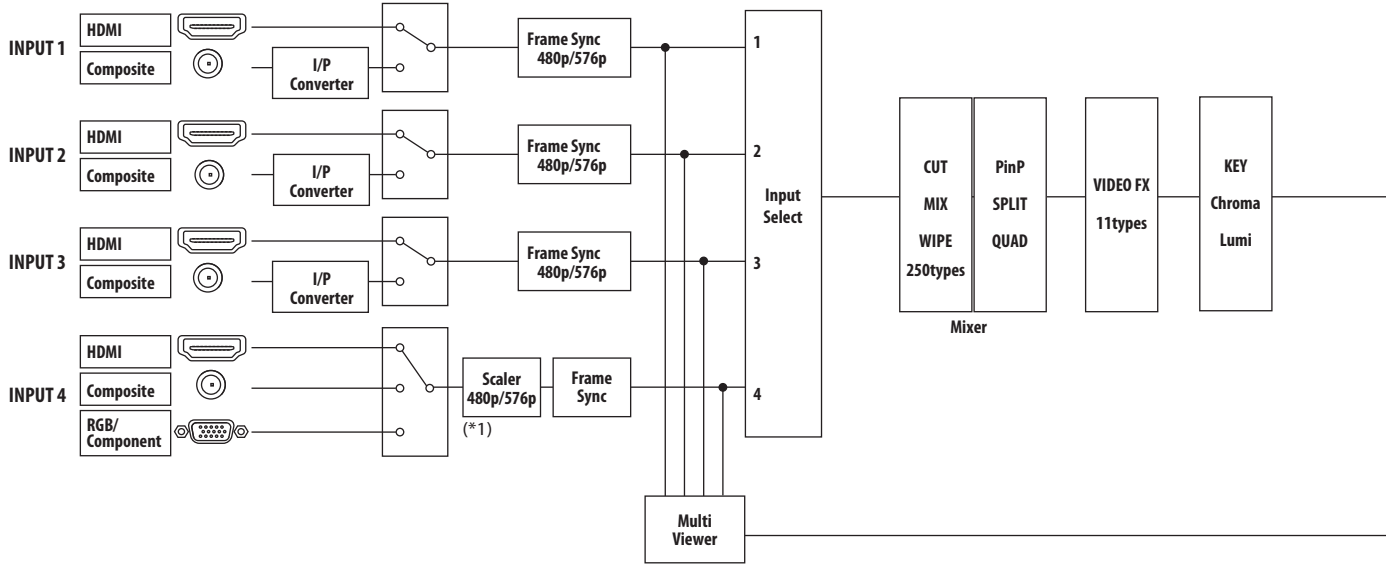 INPUT 1
HDMI
Composite
I/P
Converter
Frame Sync
480p/576p
1
INPUT 2
HDMI
Composite
I/P
Converter
Frame Sync
480p/576p
2
INPUT 3
HDMI
Composite
I/P
Converter
Frame Sync
480p/576p
3
INPUT 4
HDMI
Composite
RGB/
Component
Scaler
480p/576p
(*1)
Frame
Sync
4
Input
Select
CUT
MIX
WIPE
250types
PinP
SPLIT
QUAD
Mixer
VIDEO FX
11types
KEY
Chroma
Lumi
Multi
Viewer